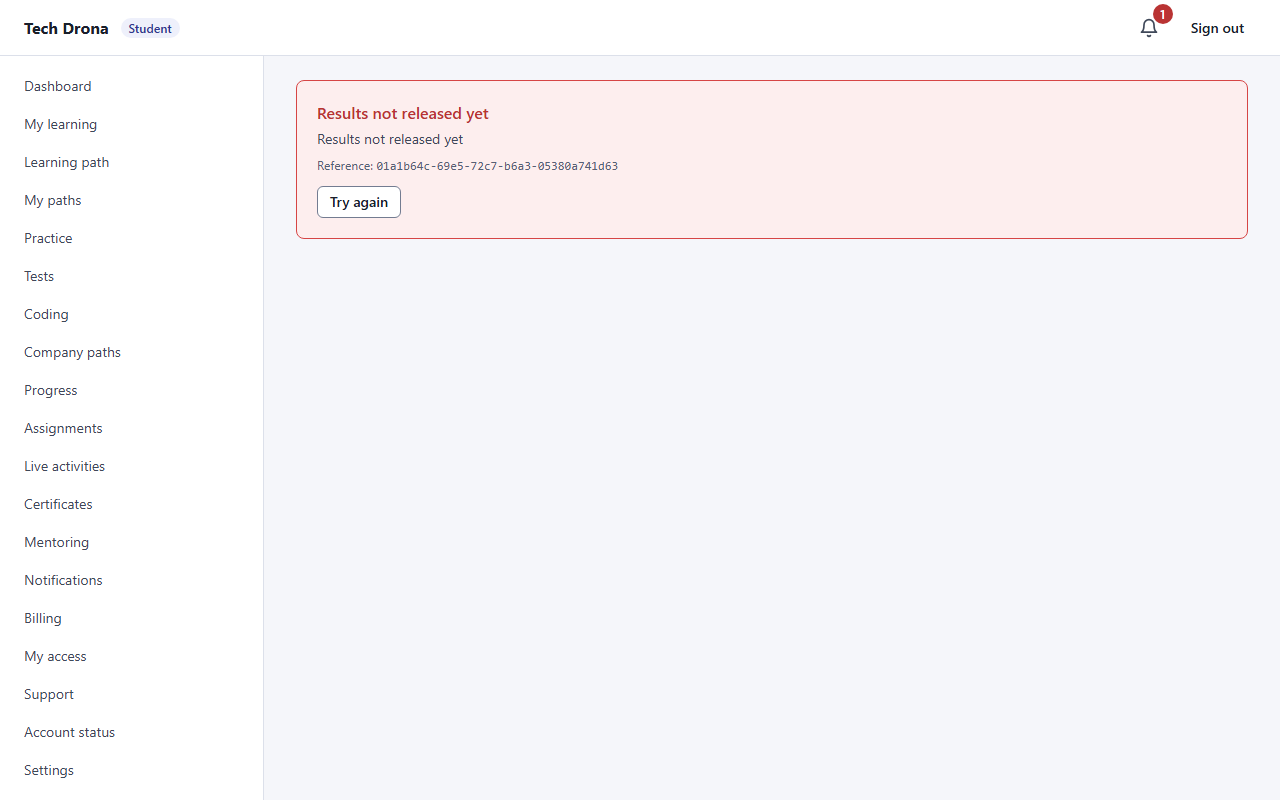 Tech Drona Student 1 Sign out
Dashboard
My learning
Learning path
My paths
Practice
Tests
Coding
Company paths
Progress
Assignments
Live activities
Certificates
Mentoring
Notifications
Billing
My access
Support
Account status
Settings
Results not released yet
Results not released yet
Reference: 01a1b64c-69e5-72c7-b6a3-05380a741d63
Try again